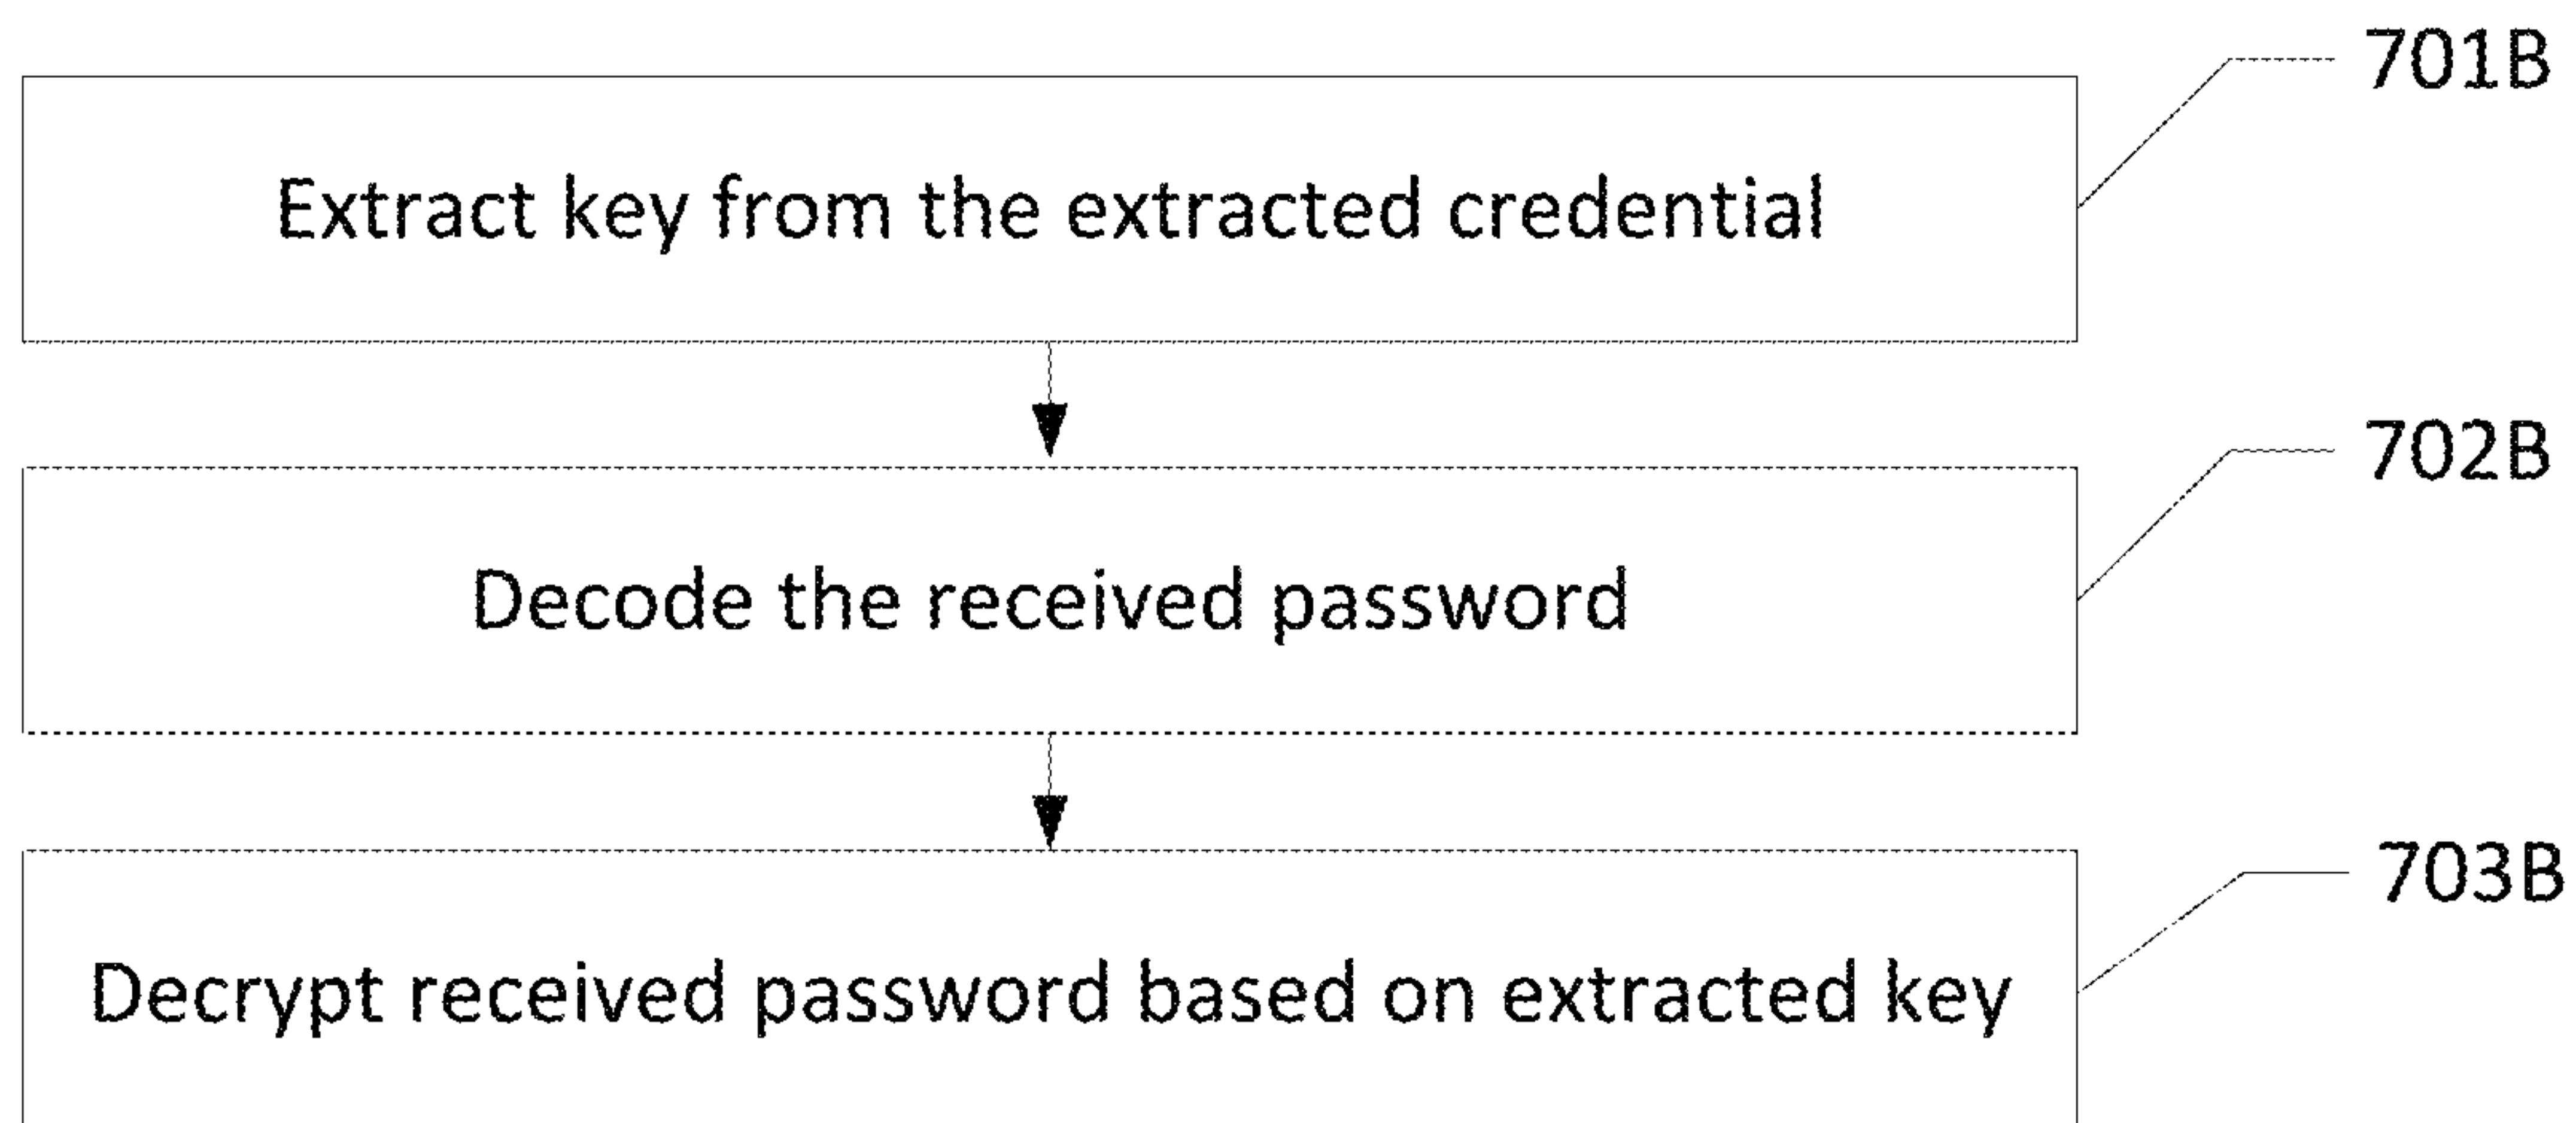 701B
Extract key from the extracted credential
702B
Decode the received password
703B
Decrypt received password based on extracted key